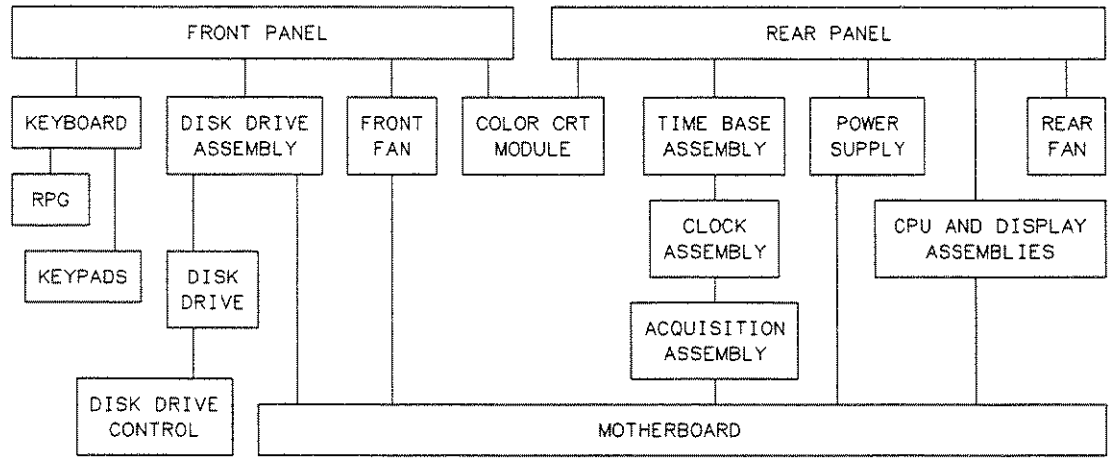 FRONT PANEL
REAR PANEL
KEYBOARD
DISK DRIVE
ASSEMBLY
FRONT
FAN
COLOR CRT
MODULE
TIME BASE
ASSEMBLY
POWER
SUPPLY
REAR
FAN
RPG
KEYPADS
DISK
DRIVE
CLOCK
ASSEMBLY
CPU AND DISPLAY
ASSEMBLIES
ACQUISITION
ASSEMBLY
DISK DRIVE
CONTROL
MOTHERBOARD